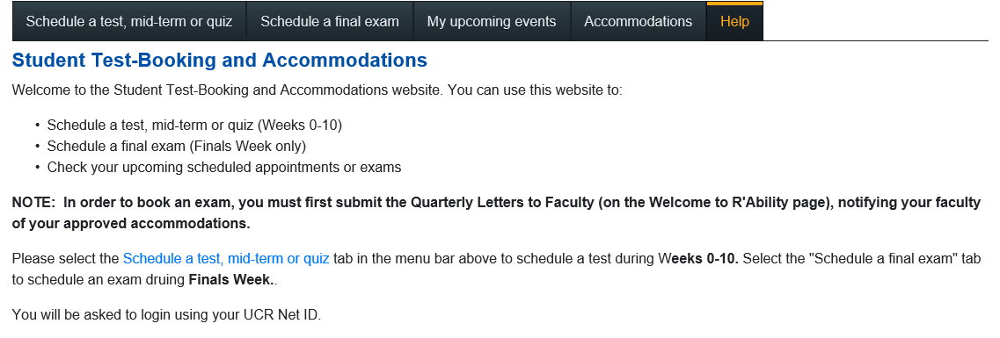 Schedule a test, mid-term or quiz Schedule a final exam My upcoming events Accommodations Help
Student Test-Booking and Accommodations
Welcome to the Student Test-Booking and Accommodations website. You can use this website to:
• Schedule a test, mid-term or quiz (Weeks 0-10)
• Schedule a final exam (Finals Week only)
• Check your upcoming scheduled appointments or exams
NOTE:  In order to book an exam, you must first submit the Quarterly Letters to Faculty (on the Welcome to R'Ability page), notifying your faculty
of your approved accommodations.
Please select the Schedule a test, mid-term or quiz tab in the menu bar above to schedule a test during Weeks 0-10. Select the "Schedule a final exam" tab
to schedule an exam druing Finals Week..
You will be asked to login using your UCR Net ID.